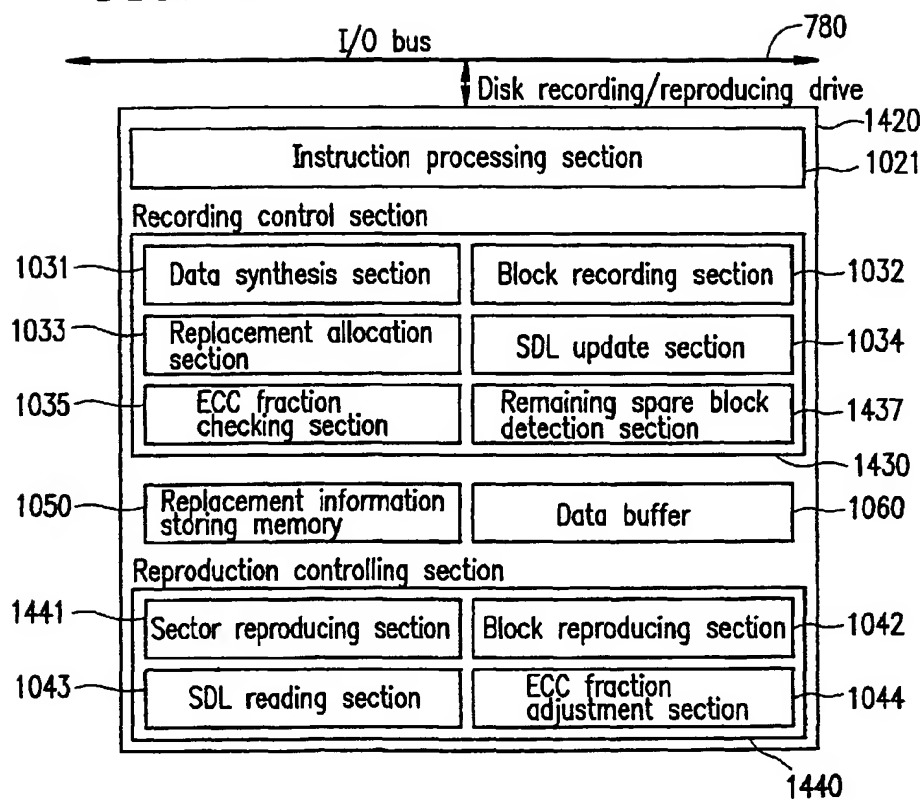 780
I/O bus
Disk recording/reproducing drive
1420
Instruction processing section
1021
Recording control section
1031
Data synthesis section
Block recording section
1032
1033
Replacement allocation
section
SDL update section
1034
1035
ECC fraction
checking section
Remaining spare block
detection section
1437
1430
1050
Replacement information
storing memory
Data buffer
1060
Reproduction controlling section
1441
Sector reproducing section
Block reproducing section
1042
1043
SDL reading section
ECC fraction
adjustment section
1044
1440